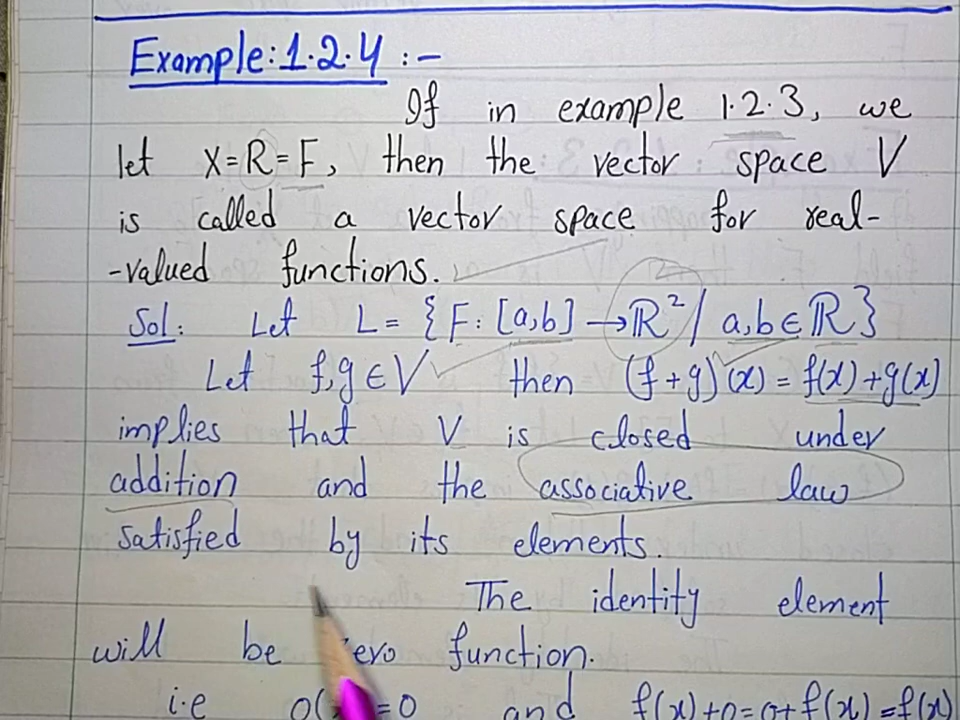 Example: 1.2.4 :-
If in example 1.2.3, we
let X=R=F, then the vector space V
is called a vector space for real-
-valued functions.
Sol: Let L = {F: [a,b] → ℝ² / a,b ∈ ℝ}
Let f,g ∈ V then (f+g)(x) = f(x)+g(x)
implies that V is closed under
addition and the associative law
satisfied by its elements.
The identity element
will be zero function.
i.e 0(x)=0 and f(x)+0=0+f(x)=f(x)